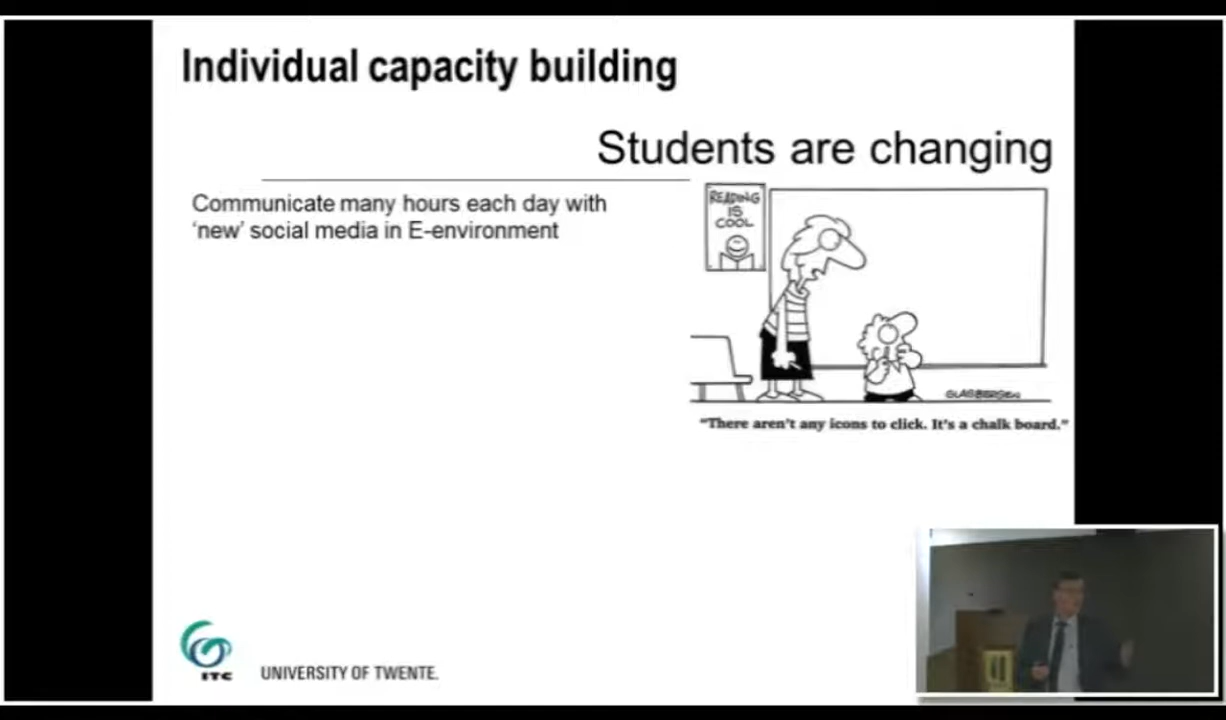 Individual capacity building
Students are changing
Communicate many hours each day with
'new' social media in E-environment
READING
IS
COOL
GLASBERGEN
"There aren't any icons to click. It's a chalk board."
ITC
UNIVERSITY OF TWENTE.